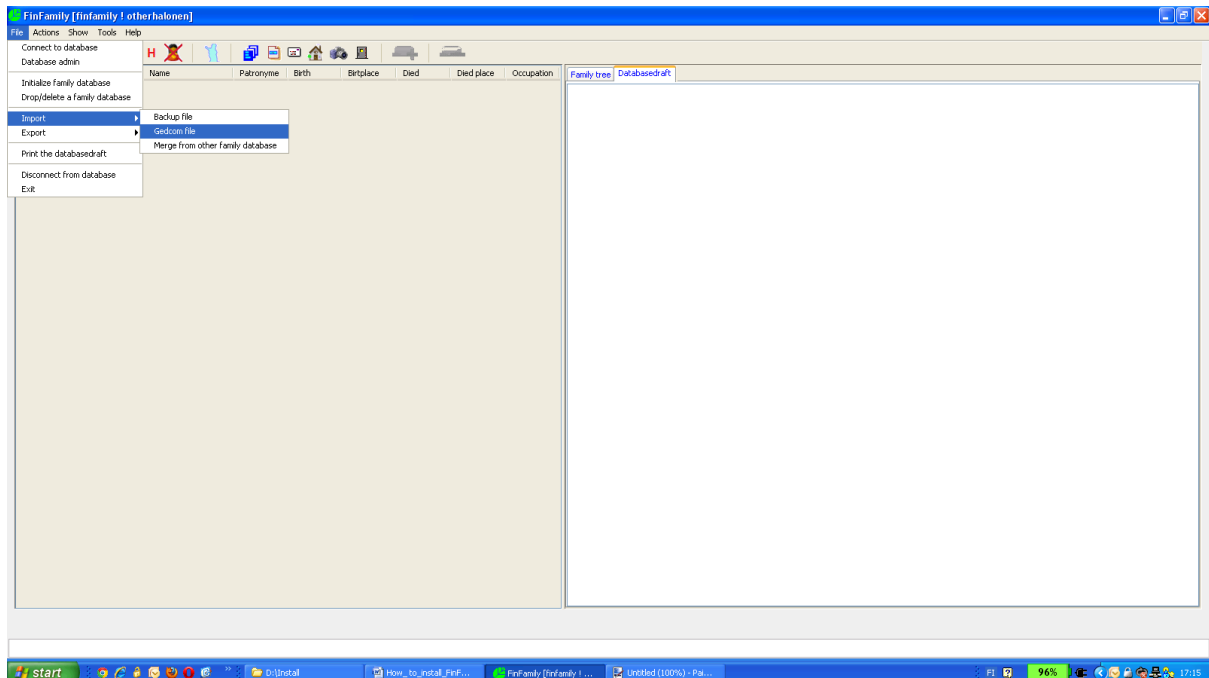 FinFamily [finfamily ! otherhalonen]
File Actions Show Tools Help
Connect to database
Database admin
Initialize family database
Drop/delete a family database
Import
Export
Print the databasedraft
Disconnect from database
Exit
Backup file
Gedcom file
Merge from other family database
H
Name Patronyme Birth Birtplace Died Died place Occupation
Family tree Databasedraft
start
D:\Install
How_to_install_FinF...
FinFamily [finfamily ! ...
Untitled (100%) - Pai...
FI
96%
17:15